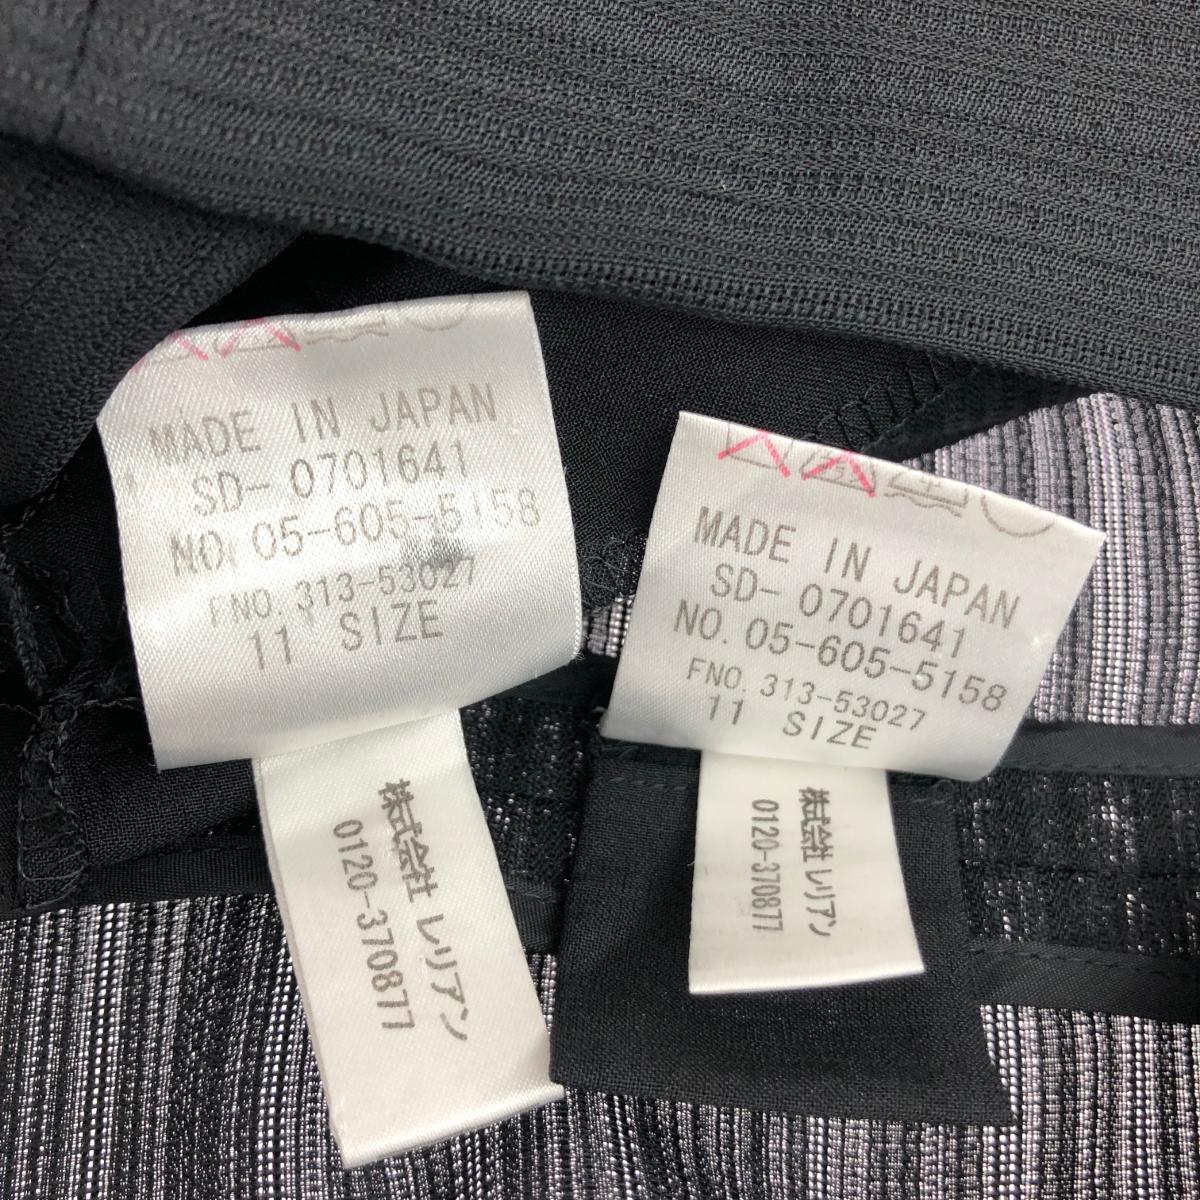 MADE IN JAPAN
SD- 0701641
NO. 05-605-5158
FNO. 313-53027
11 SIZE
株式会社 レリアン
0120-370877
MADE IN JAPAN
SD- 0701641
NO. 05-605-5158
FNO. 313-53027
11 SIZE
株式会社 レリアン
0120-370877